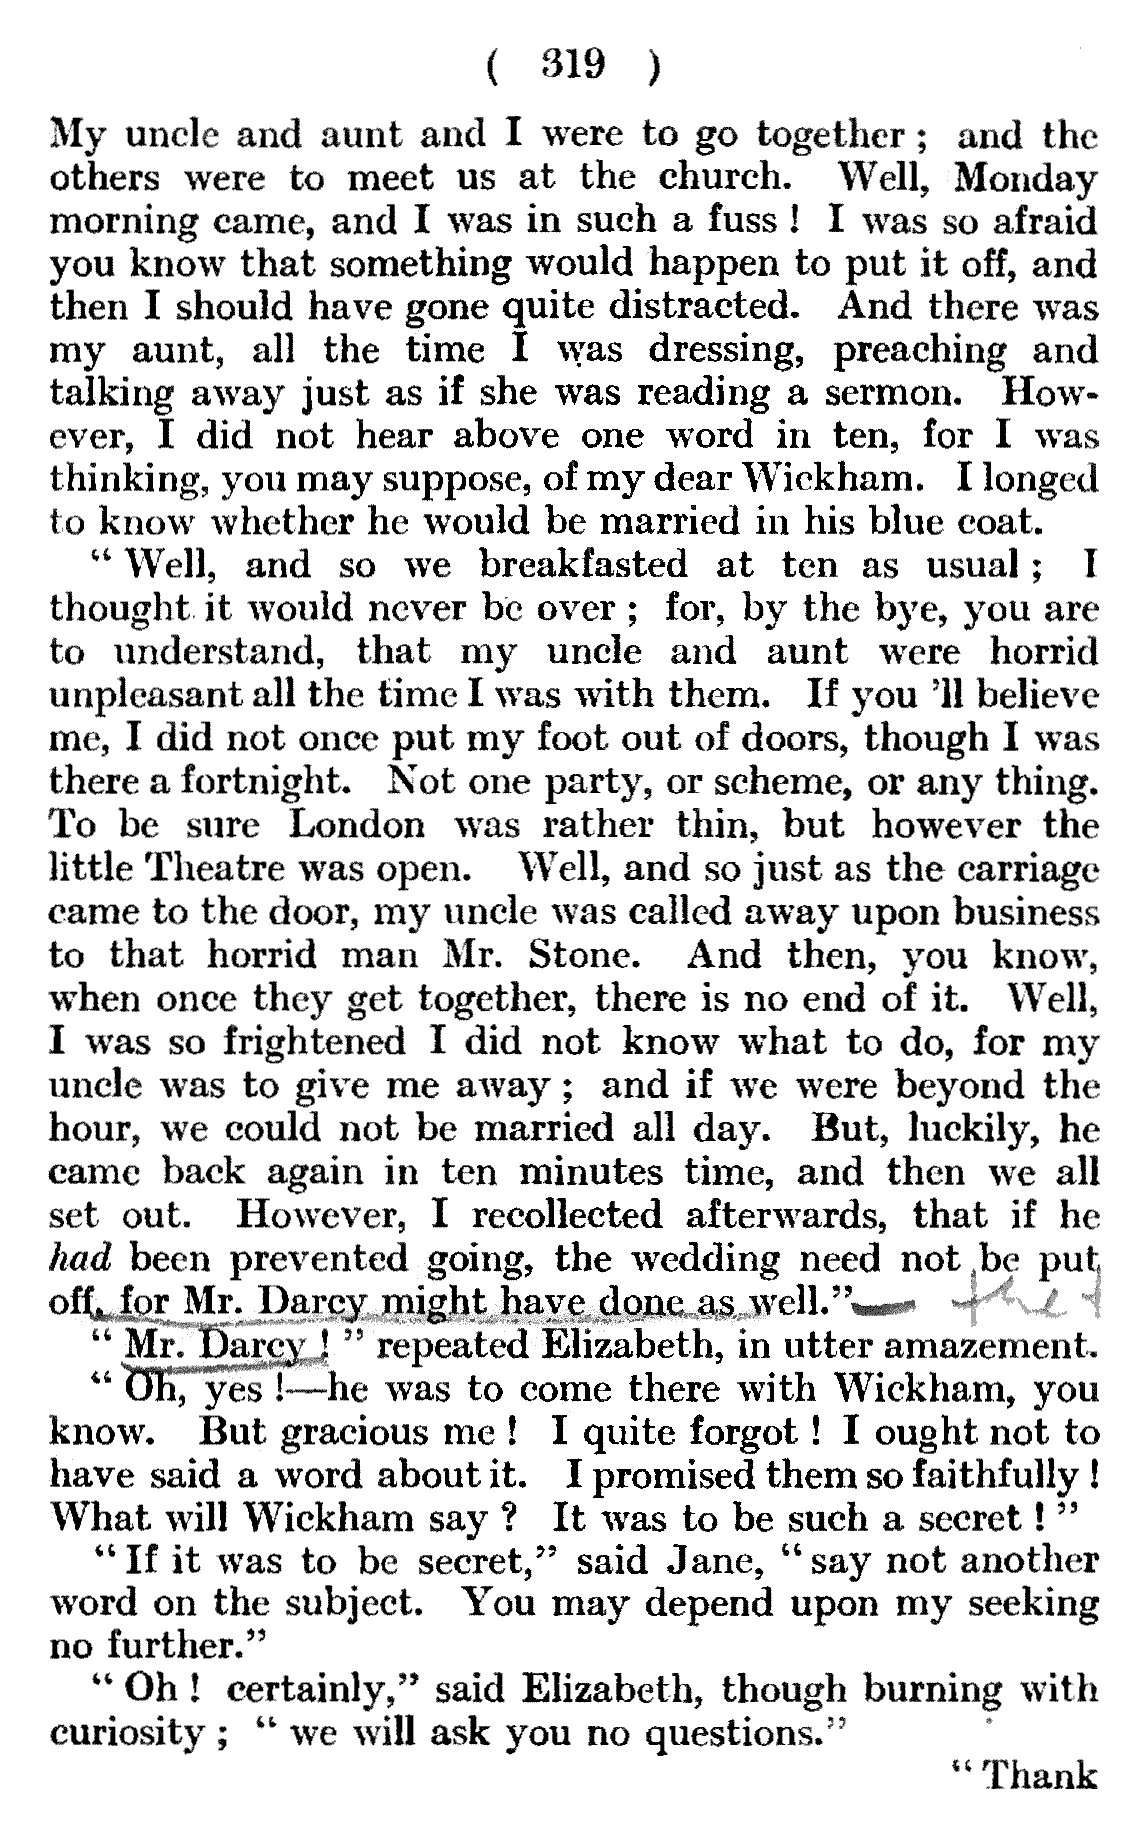 ( 319 )
My uncle and aunt and I were to go together ; and the
others were to meet us at the church. Well, Monday
morning came, and I was in such a fuss ! I was so afraid
you know that something would happen to put it off, and
then I should have gone quite distracted. And there was
my aunt, all the time I was dressing, preaching and
talking away just as if she was reading a sermon. How-
ever, I did not hear above one word in ten, for I was
thinking, you may suppose, of my dear Wickham. I longed
to know whether he would be married in his blue coat.
“ Well, and so we breakfasted at ten as usual ; I
thought it would never be over ; for, by the bye, you are
to understand, that my uncle and aunt were horrid
unpleasant all the time I was with them. If you ’ll believe
me, I did not once put my foot out of doors, though I was
there a fortnight. Not one party, or scheme, or any thing.
To be sure London was rather thin, but however the
little Theatre was open. Well, and so just as the carriage
came to the door, my uncle was called away upon business
to that horrid man Mr. Stone. And then, you know,
when once they get together, there is no end of it. Well,
I was so frightened I did not know what to do, for my
uncle was to give me away ; and if we were beyond the
hour, we could not be married all day. But, luckily, he
came back again in ten minutes time, and then we all
set out. However, I recollected afterwards, that if he
had been prevented going, the wedding need not be put
off, for Mr. Darcy might have done as well.”
“ Mr. Darcy ! ” repeated Elizabeth, in utter amazement.
“ Oh, yes !—he was to come there with Wickham, you
know. But gracious me ! I quite forgot ! I ought not to
have said a word about it. I promised them so faithfully !
What will Wickham say ? It was to be such a secret ! ”
“ If it was to be secret,” said Jane, “ say not another
word on the subject. You may depend upon my seeking
no further.”
“ Oh ! certainly,” said Elizabeth, though burning with
curiosity ; “ we will ask you no questions.”
“ Thank